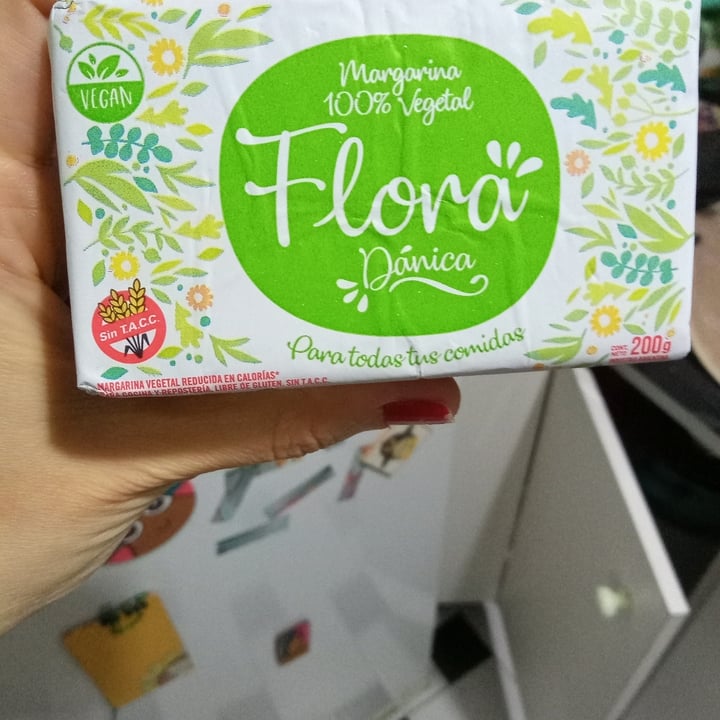 VEGAN
Margarina
100% Vegetal
Flora
Dánica
Sin T.A.C.C.
Para todas tus comidas
CONT. NETO 200g
MARGARINA VEGETAL REDUCIDA EN CALORÍAS*
PARA COCINA Y REPOSTERÍA, LIBRE DE GLUTEN, SIN T.A.C.C.